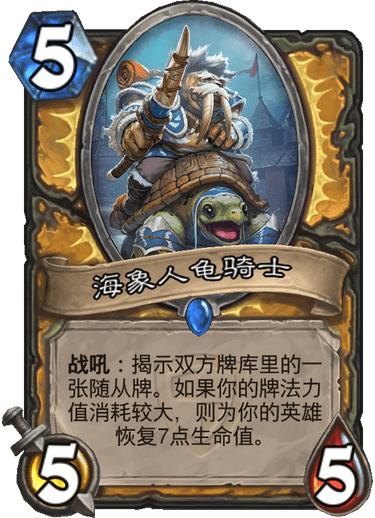 5
海象人龟骑士
战吼：揭示双方牌库里的一
张随从牌。如果你的牌法力
值消耗较大，则为你的英雄
恢复7点生命值。
5
5